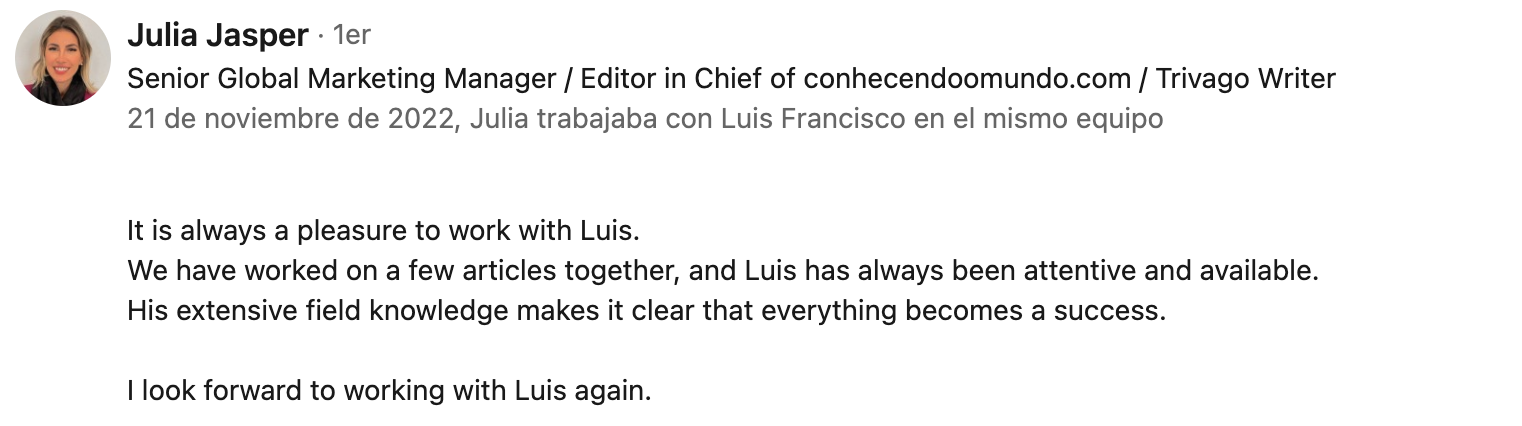 Julia Jasper · 1er
Senior Global Marketing Manager / Editor in Chief of conhecendoomundo.com / Trivago Writer
21 de noviembre de 2022, Julia trabajaba con Luis Francisco en el mismo equipo
It is always a pleasure to work with Luis.
We have worked on a few articles together, and Luis has always been attentive and available.
His extensive field knowledge makes it clear that everything becomes a success.
I look forward to working with Luis again.